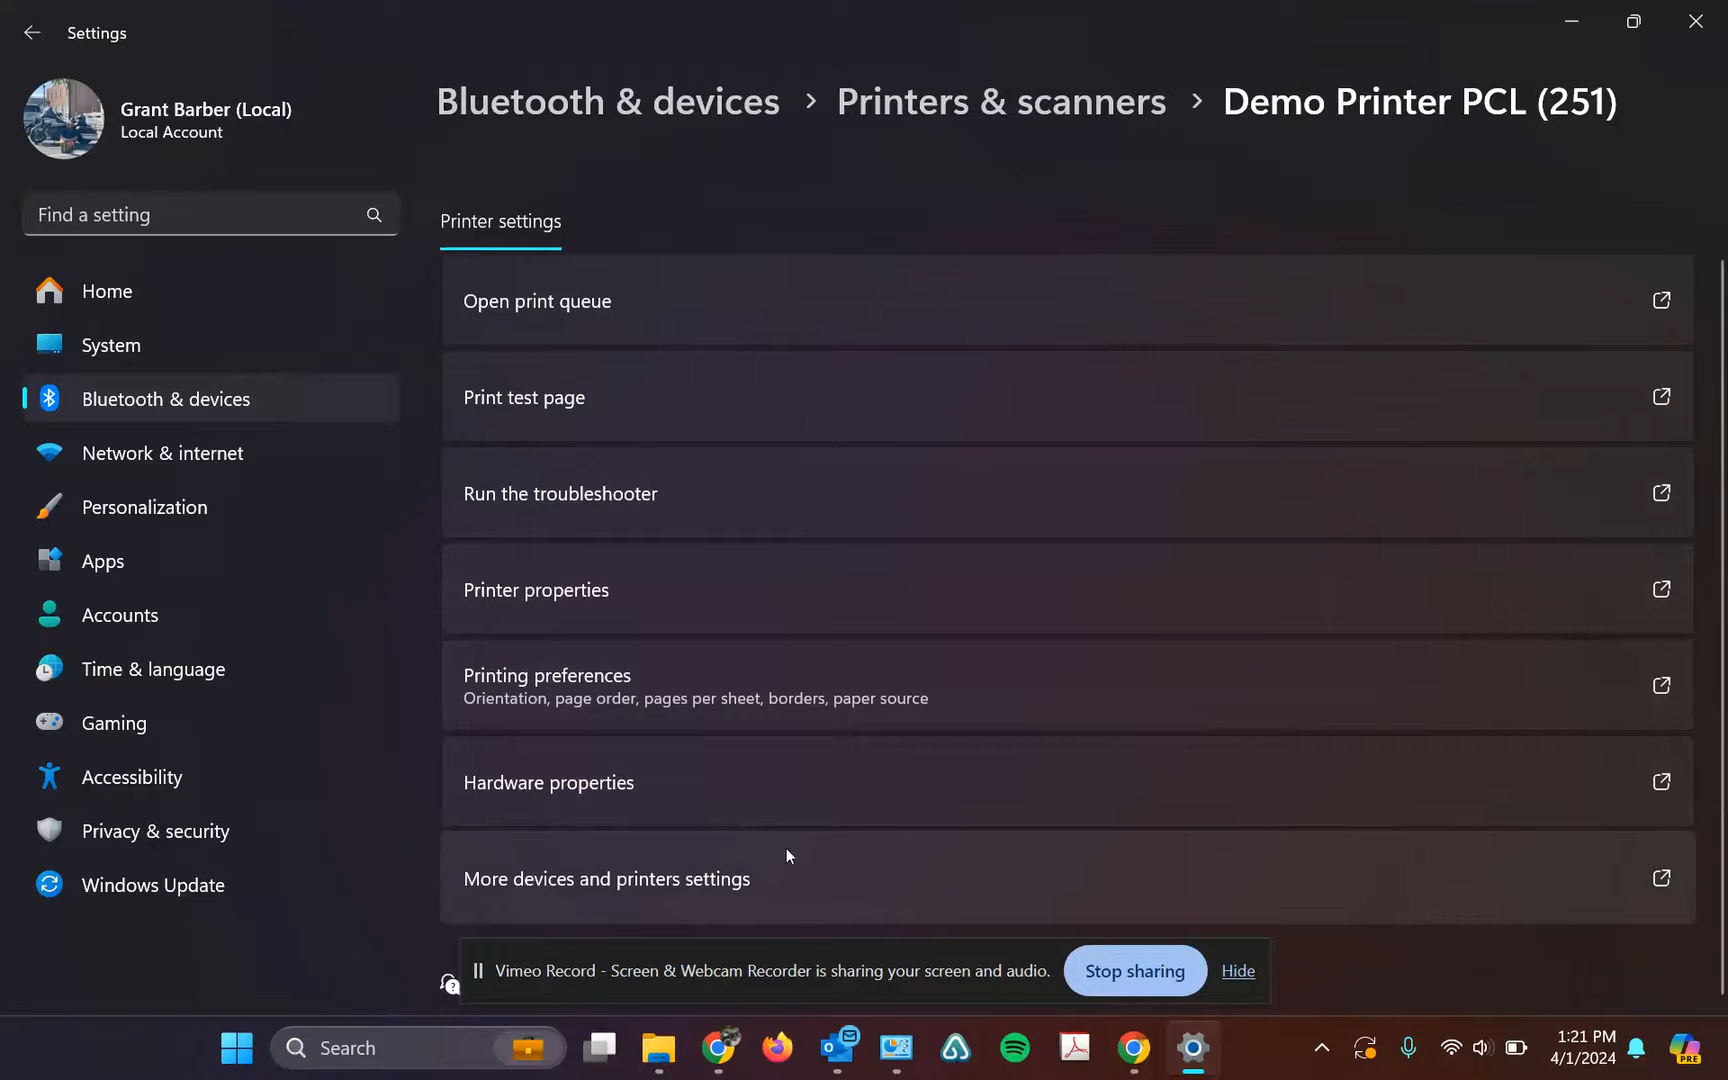 Settings
Grant Barber (Local)
Local Account
Find a setting
Home
System
Bluetooth & devices
Network & internet
Personalization
Apps
Accounts
Time & language
Gaming
Accessibility
Privacy & security
Windows Update
Bluetooth & devices > Printers & scanners > Demo Printer PCL (251)
Printer settings
Open print queue
Print test page
Run the troubleshooter
Printer properties
Printing preferences
Orientation, page order, pages per sheet, borders, paper source
Hardware properties
More devices and printers settings
Vimeo Record - Screen & Webcam Recorder is sharing your screen and audio. Stop sharing Hide
Search
1:21 PM
4/1/2024
PRE